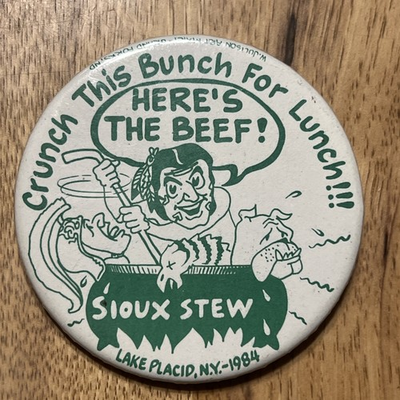 Crunch This Bunch For Lunch!!!
HERE'S
THE BEEF!
SIOUX STEW
LAKE PLACID, N.Y.-1984